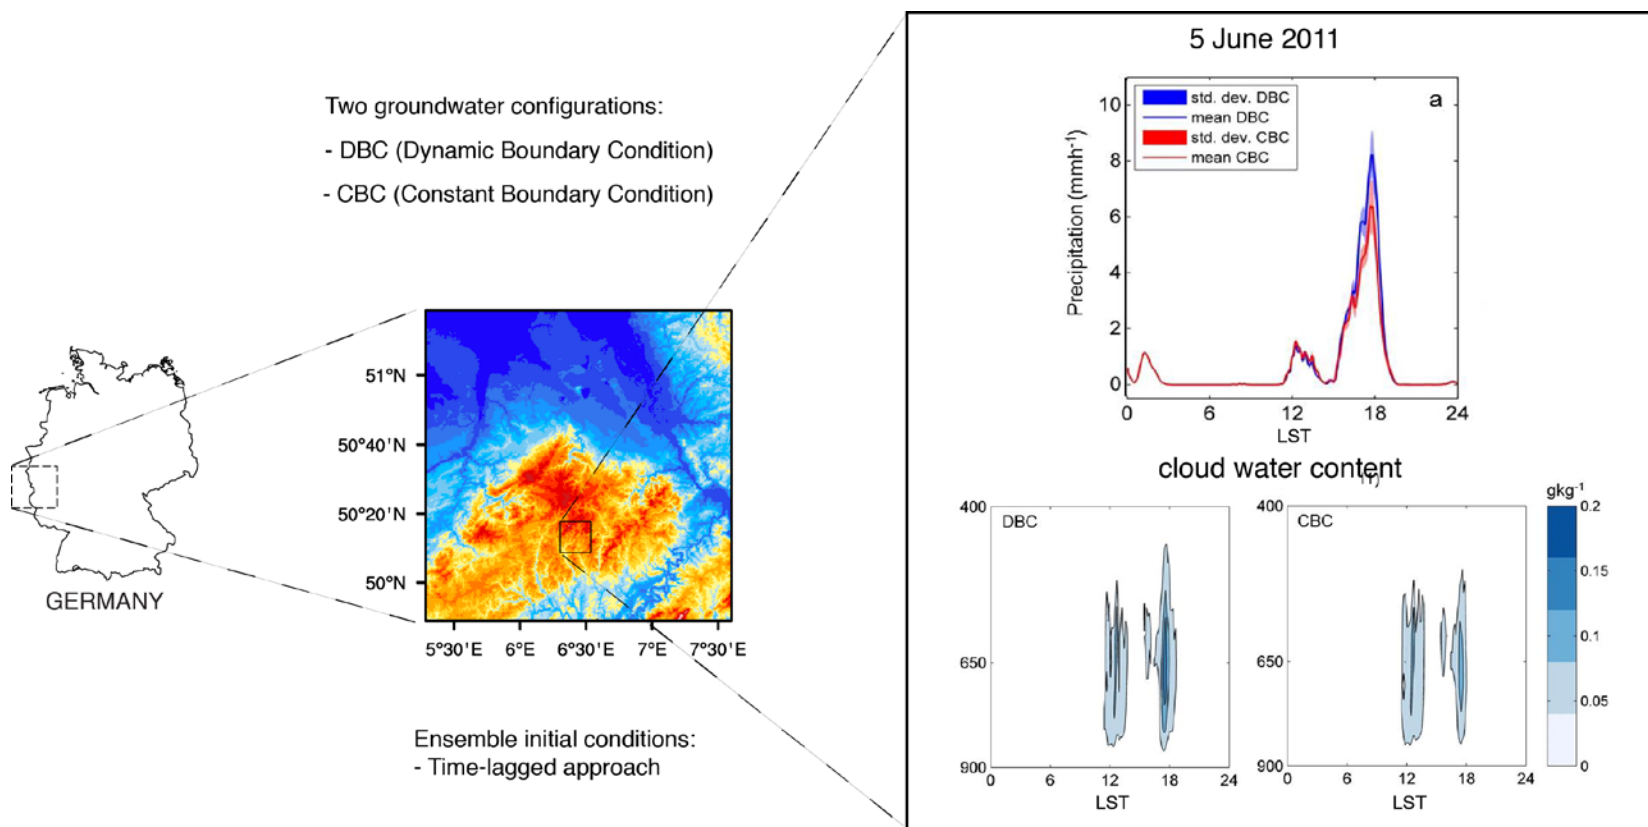 Two groundwater configurations:
- DBC (Dynamic Boundary Condition)
- CBC (Constant Boundary Condition)
GERMANY
51°N
50°40'N
50°20'N
50°N
5°30'E 6°E 6°30'E 7°E 7°30'E
Ensemble initial conditions:
- Time-lagged approach
5 June 2011
a
std. dev. DBC
mean DBC
std. dev. CBC
mean CBC
Precipitation (mmh⁻¹)
10
8
6
4
2
0
0 6 12 18 24
LST
cloud water content
DBC
400
650
900
0 6 12 18 24
LST
CBC
400
650
900
0 6 12 18 24
LST
gkg⁻¹
0.2
0.15
0.1
0.05
0